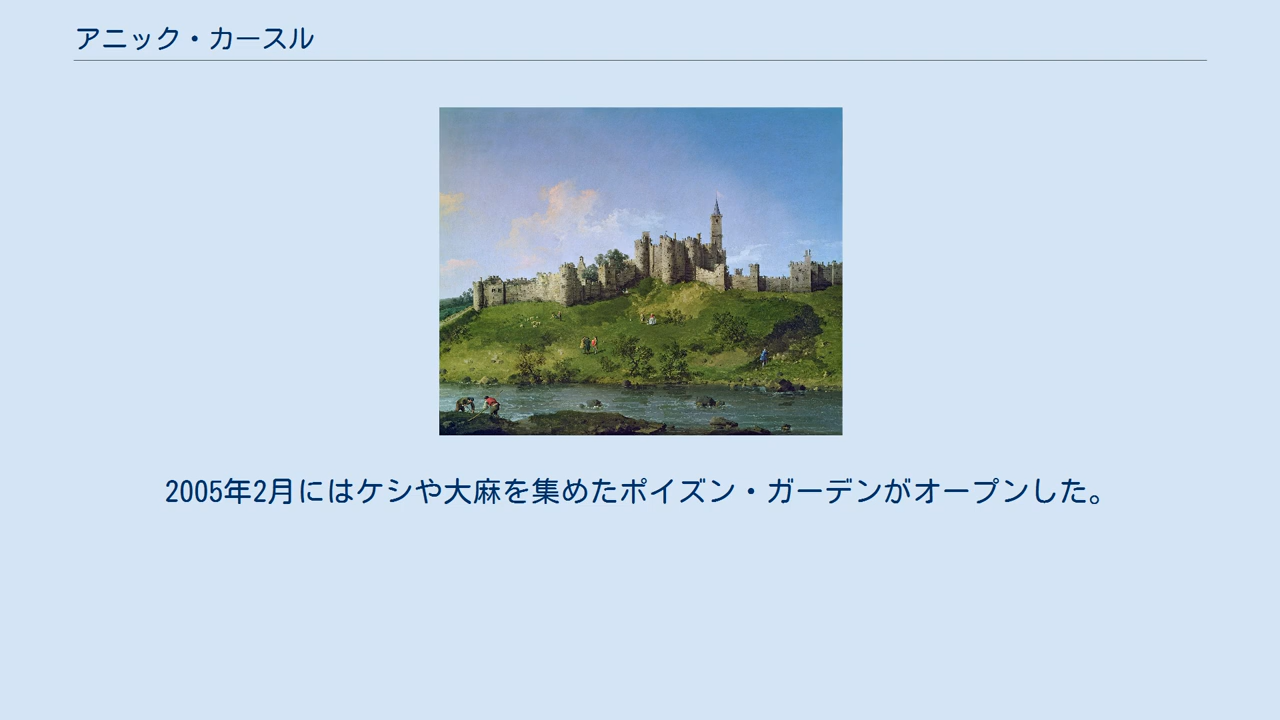 アニック・カースル
2005年2月にはケシや大麻を集めたポイズン・ガーデンがオープンした。